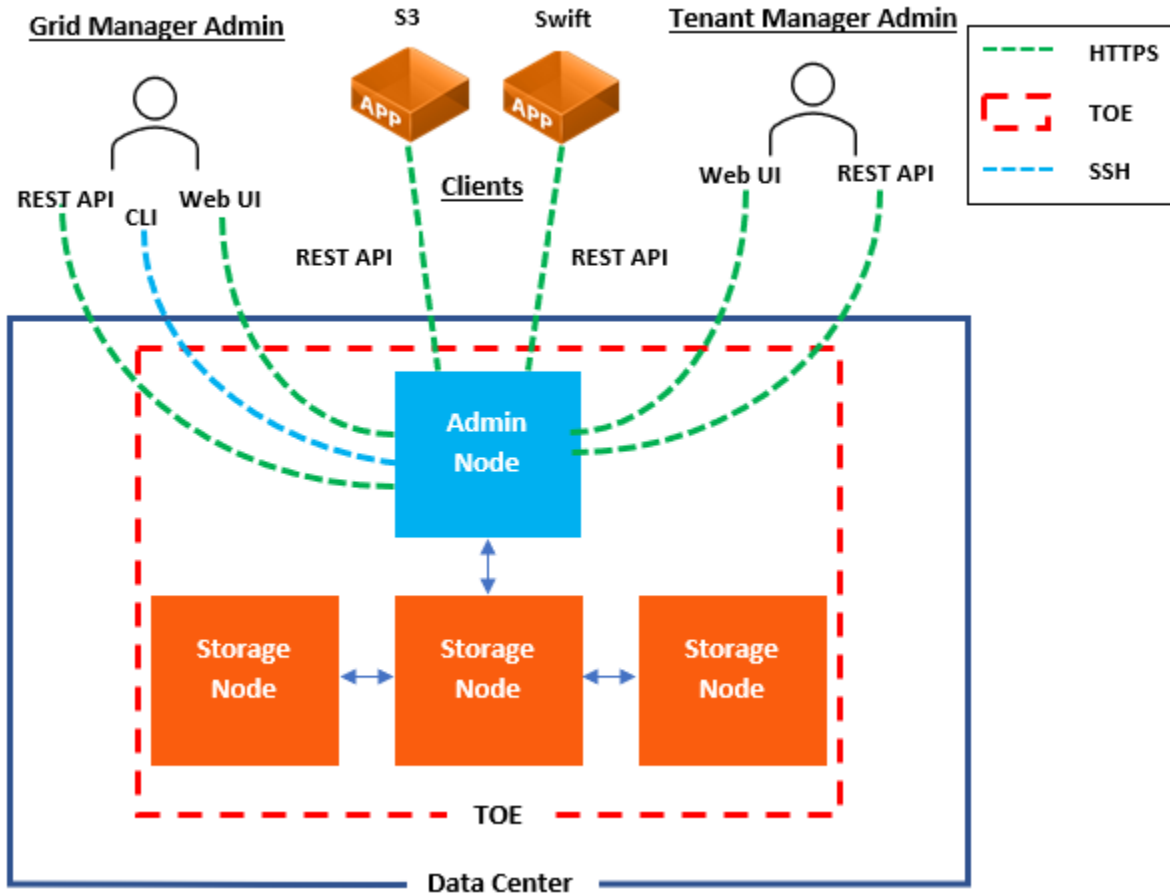 Grid Manager Admin
S3
Swift
Tenant Manager Admin
HTTPS
TOE
SSH
APP
APP
REST API
CLI
Web UI
Clients
Web UI
REST API
REST API
REST API
Admin
Node
Storage
Node
Storage
Node
Storage
Node
TOE
Data Center